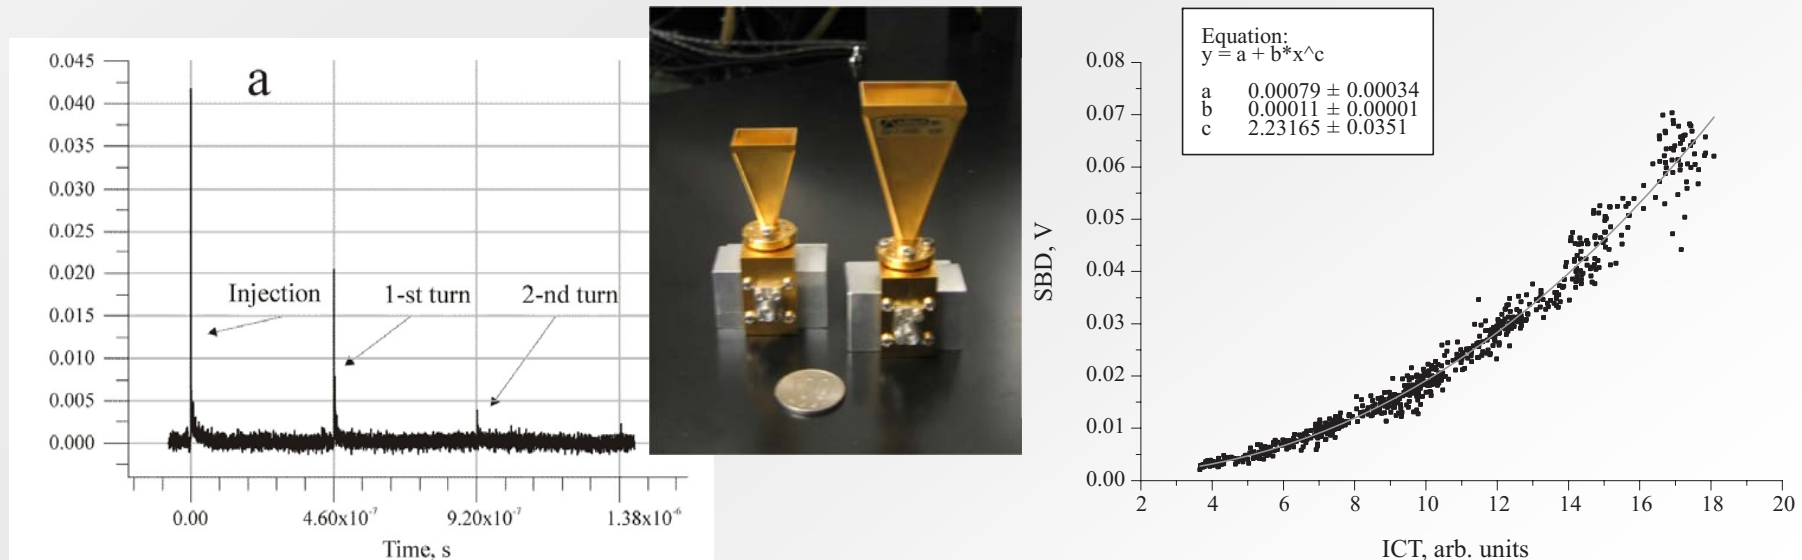 a
0.045
0.040
0.035
0.030
0.025
0.020
0.015
0.010
0.005
0.000
Injection
1-st turn
2-nd turn
0.00
4.60x10⁻⁷
9.20x10⁻⁷
1.38x10⁻⁶
Time, s
Equation:
y = a + b*x^c
a 0.00079 ± 0.00034
b 0.00011 ± 0.00001
c 2.23165 ± 0.0351
SBD, V
0.08
0.07
0.06
0.05
0.04
0.03
0.02
0.01
0.00
2 4 6 8 10 12 14 16 18 20
ICT, arb. units